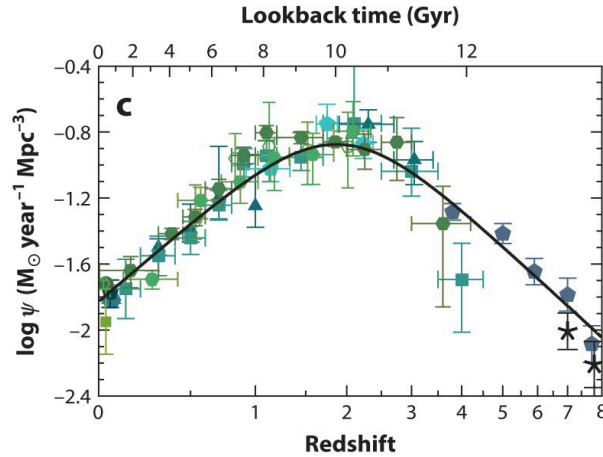 Lookback time (Gyr)
0 2 4 6 8 10 12
c
−0.4
−0.8
−1.2
−1.6
−2
−2.4
log ψ (M⊙ year⁻¹ Mpc⁻³)
0 1 2 3 4 5 6 7 8
Redshift